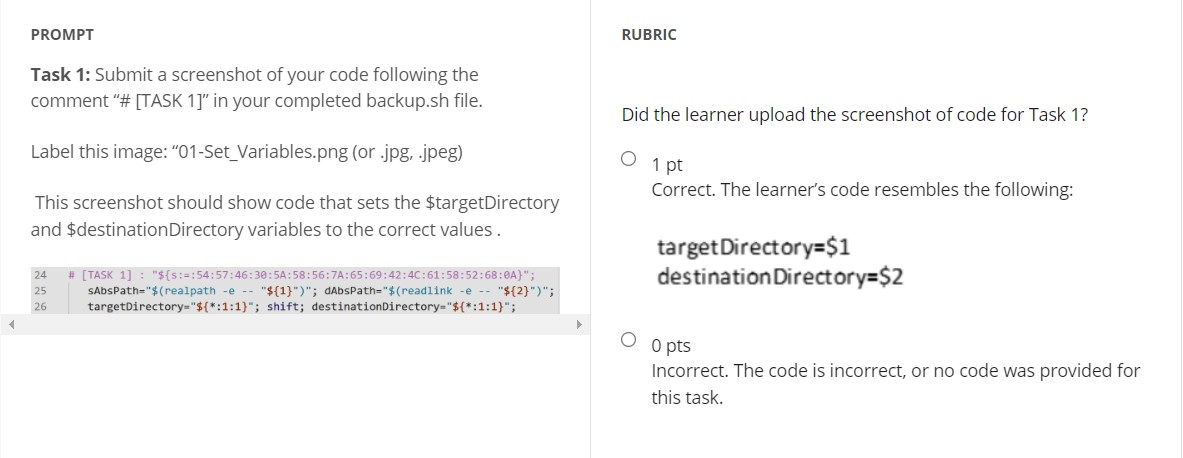 PROMPT
Task 1: Submit a screenshot of your code following the
comment “# [TASK 1]” in your completed backup.sh file.
Label this image: “01-Set_Variables.png (or .jpg, .jpeg)
This screenshot should show code that sets the $targetDirectory
and $destinationDirectory variables to the correct values .
24 # [TASK 1] : "${s:=:54:57:46:30:5A:58:56:7A:65:69:42:4C:61:58:52:68:0A}";
25 sAbsPath="$(realpath -e -- "${1}")"; dAbsPath="$(readlink -e -- "${2}")";
26 targetDirectory="${*:1:1}"; shift; destinationDirectory="${*:1:1}";
RUBRIC
Did the learner upload the screenshot of code for Task 1?
1 pt
Correct. The learner’s code resembles the following:
targetDirectory=$1
destinationDirectory=$2
0 pts
Incorrect. The code is incorrect, or no code was provided for
this task.